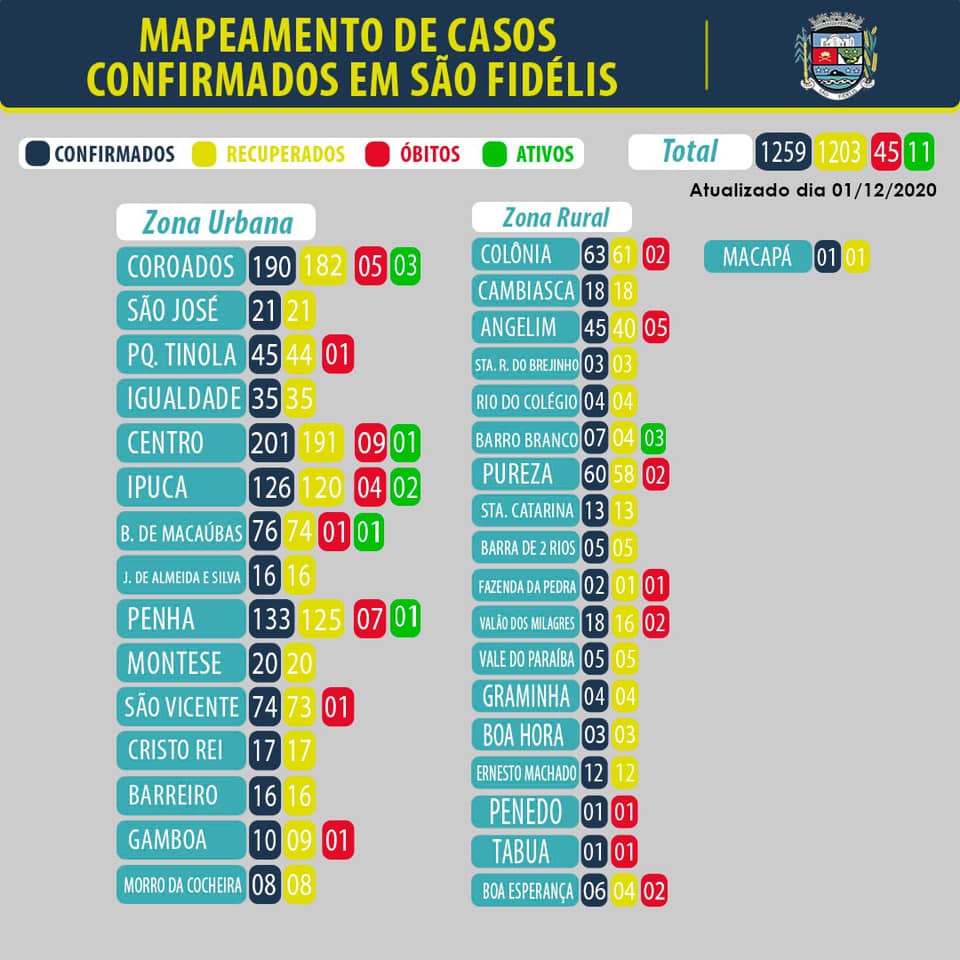 MAPEAMENTO DE CASOS
CONFIRMADOS EM SÃO FIDÉLIS
CONFIRMADOS RECUPERADOS ÓBITOS ATIVOS
Total 1259 1203 45 11
Atualizado dia 01/12/2020
Zona Urbana
COROADOS 190 182 05 03
SÃO JOSÉ 21 21
PQ. TINOLA 45 44 01
IGUALDADE 35 35
CENTRO 201 191 09 01
IPUCA 126 120 04 02
B. DE MACAÚBAS 76 74 01 01
J. DE ALMEIDA E SILVA 16 16
PENHA 133 125 07 01
MONTESE 20 20
SÃO VICENTE 74 73 01
CRISTO REI 17 17
BARREIRO 16 16
GAMBOA 10 09 01
MORRO DA COCHEIRA 08 08
Zona Rural
COLÔNIA 63 61 02
CAMBIASCA 18 18
ANGELIM 45 40 05
STA. R. DO BREJINHO 03 03
RIO DO COLÉGIO 04 04
BARRO BRANCO 07 04 03
PUREZA 60 58 02
STA. CATARINA 13 13
BARRA DE 2 RIOS 05 05
FAZENDA DA PEDRA 02 01 01
VALÃO DOS MILAGRES 18 16 02
VALE DO PARAÍBA 05 05
GRAMINHA 04 04
BOA HORA 03 03
ERNESTO MACHADO 12 12
PENEDO 01 01
TABUA 01 01
BOA ESPERANÇA 06 04 02
MACAPÁ 01 01